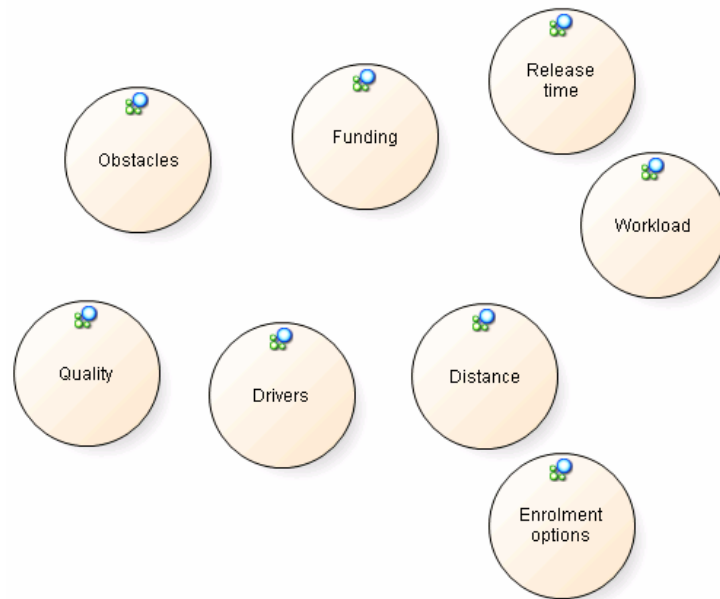 Release
time
Funding
Obstacles
Workload
Quality
Drivers
Distance
Enrolment
options